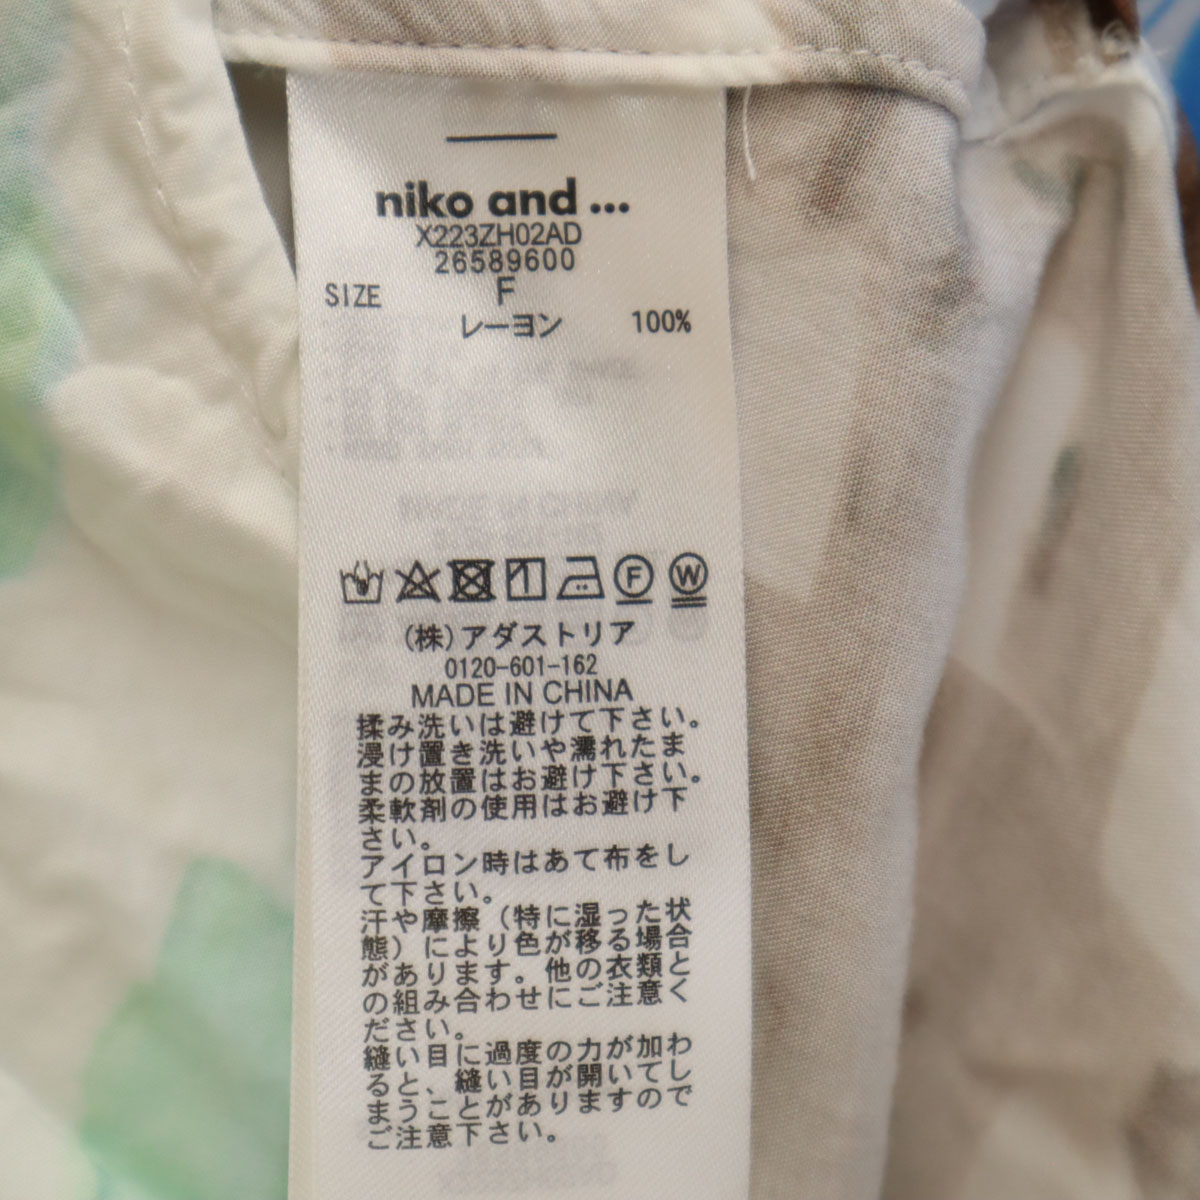 niko and ...
X223ZH02AD
26589600
SIZE F
レーヨン 100%
F W
(株)アダストリア
0120-601-162
MADE IN CHINA
揉み洗いは避けて下さい。
浸け置き洗いや濡れたま
まの放置はお避け下さい。
柔軟剤の使用はお避け下
さい。
アイロン時はあて布をし
て下さい。
汗や摩擦（特に湿った状
態）により色が移る場合
があります。他の衣類と
の組み合わせにご注意く
ださい。
縫い目に過度の力が加わ
ると、縫い目が開いてし
まうことがありますので
ご注意下さい。